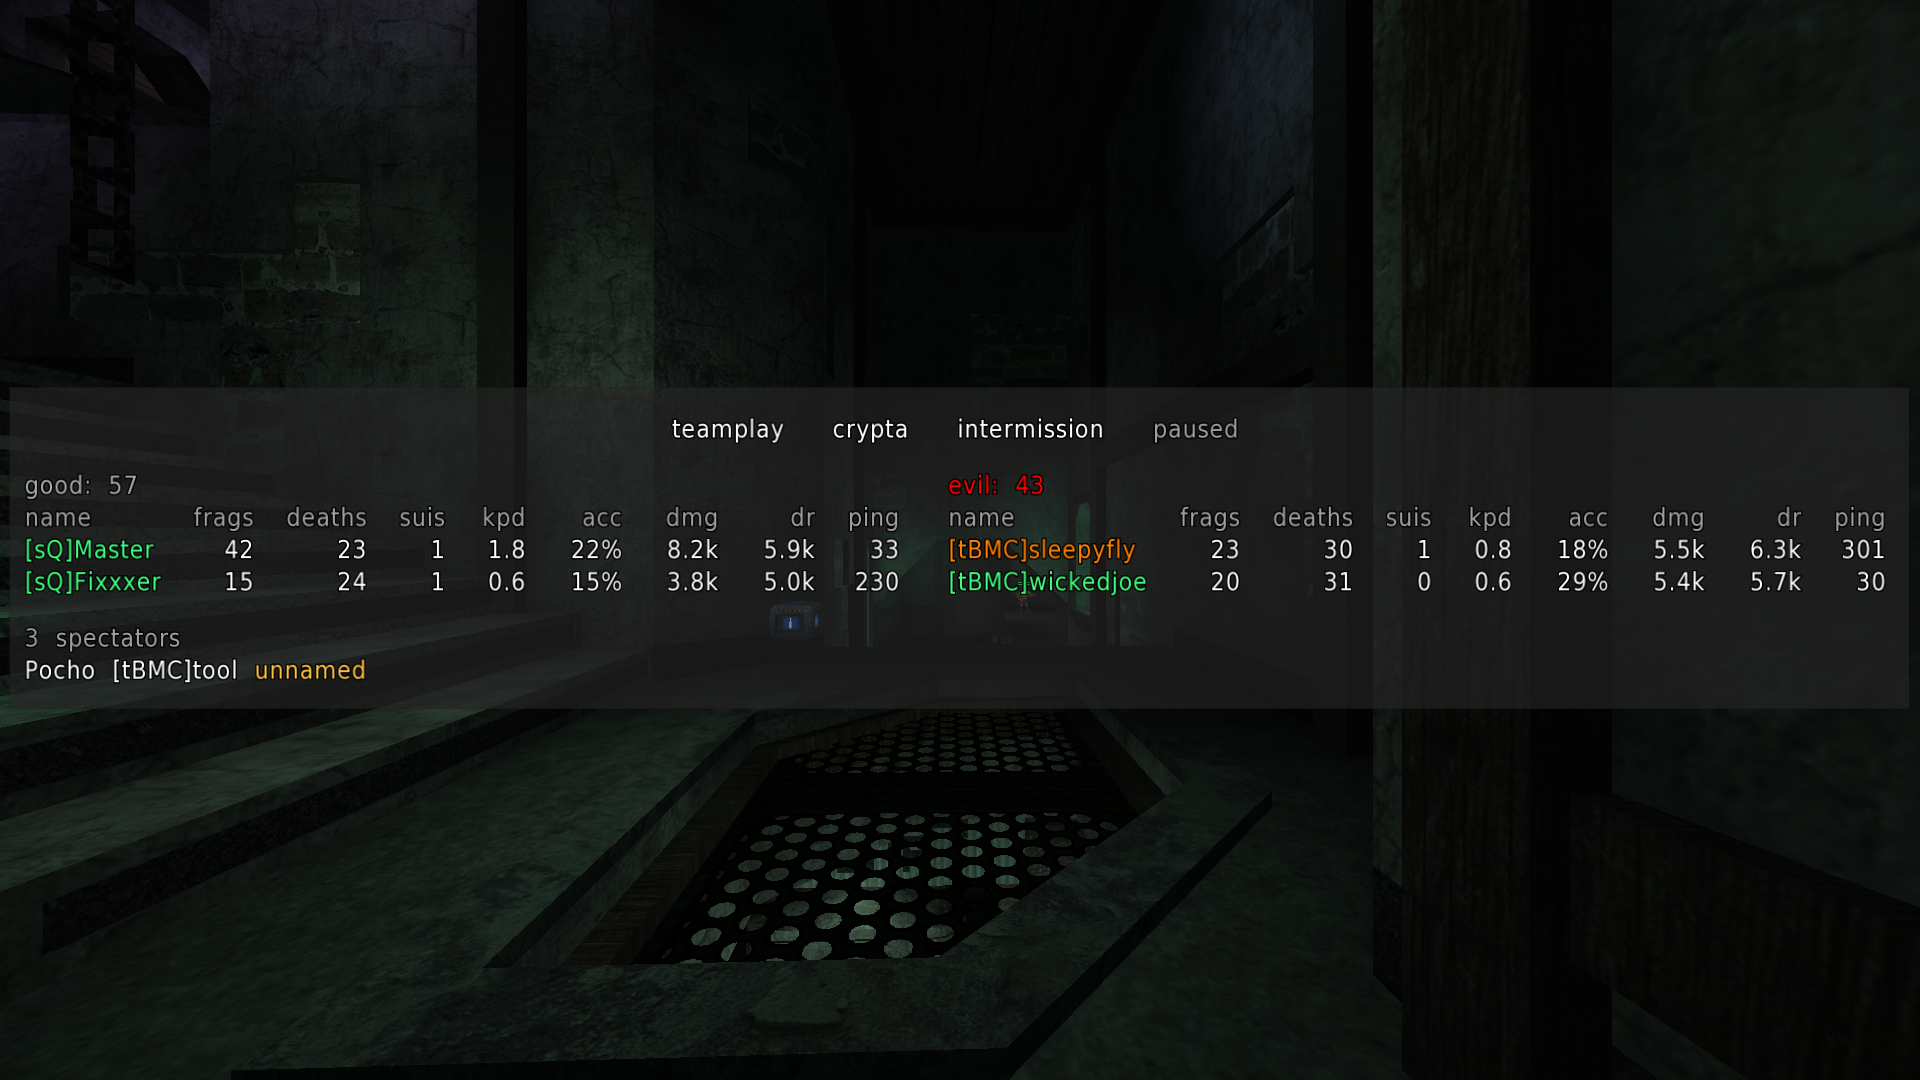 teamplay crypta intermission paused
good: 57
name frags deaths suis kpd acc dmg dr ping
[sQ]Master 42 23 1 1.8 22% 8.2k 5.9k 33
[sQ]Fixxxer 15 24 1 0.6 15% 3.8k 5.0k 230
evil: 43
name frags deaths suis kpd acc dmg dr ping
[tBMC]sleepyfly 23 30 1 0.8 18% 5.5k 6.3k 301
[tBMC]wickedjoe 20 31 0 0.6 29% 5.4k 5.7k 30
3 spectators
Pocho [tBMC]tool unnamed